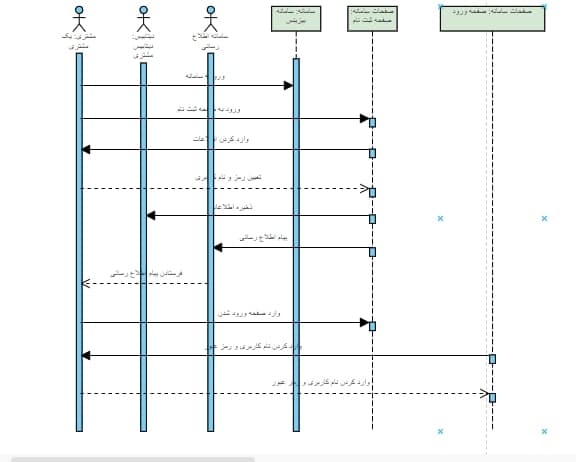 مشتری: یک
مشتری
دیتابیس:
دیتابیس
مشتری
سامانه اطلاع
رسانی
سامانه: سامانه
بیزینس
صفحات سامانه:
صفحه ثبت نام
صفحات سامانه: صفحه ورود
ورود به سامانه
ورود به صفحه ثبت نام
وارد کردن اطلاعات
تعیین رمز و نام کاربری
ذخیره اطلاعات
پیام اطلاع رسانی
فرستادن پیام اطلاع رسانی
وارد صفحه ورود شدن
وارد کردن نام کاربری و رمز عبور
وارد کردن نام کاربری و رمز عبور